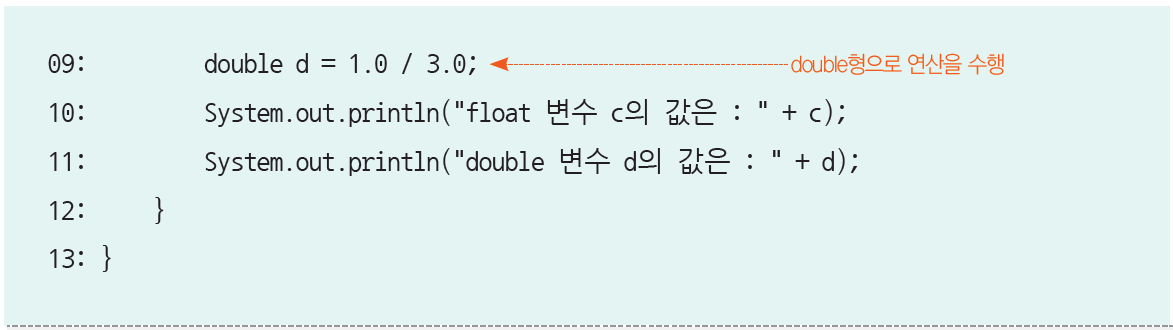 09:         double d = 1.0 / 3.0; double형으로 연산을 수행
10:         System.out.println("float 변수 c의 값은 : " + c);
11:         System.out.println("double 변수 d의 값은 : " + d);
12:     }
13: }